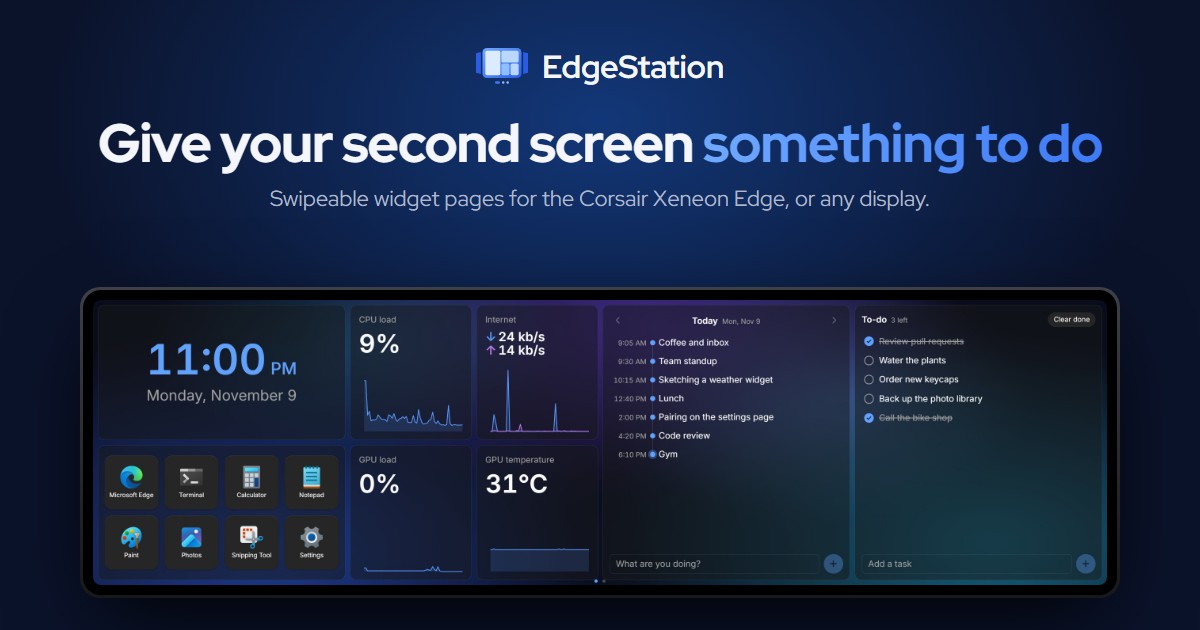 EdgeStation
Give your second screen something to do
Swipeable widget pages for the Corsair Xeneon Edge, or any display.
11:00 PM
Monday, November 9
CPU load
9%
Internet
↓ 24 kb/s
↑ 14 kb/s
Microsoft Edge
Terminal
Calculator
Notepad
Paint
Photos
Snipping Tool
Settings
GPU load
0%
GPU temperature
31°C
Today Mon, Nov 9
9:05 AM Coffee and inbox
9:30 AM Team standup
10:15 AM Sketching a weather widget
12:40 PM Lunch
2:00 PM Pairing on the settings page
4:20 PM Code review
6:10 PM Gym
What are you doing?
To-do 3 left
Clear done
Review pull requests
Water the plants
Order new keycaps
Back up the photo library
Call the bike shop
Add a task